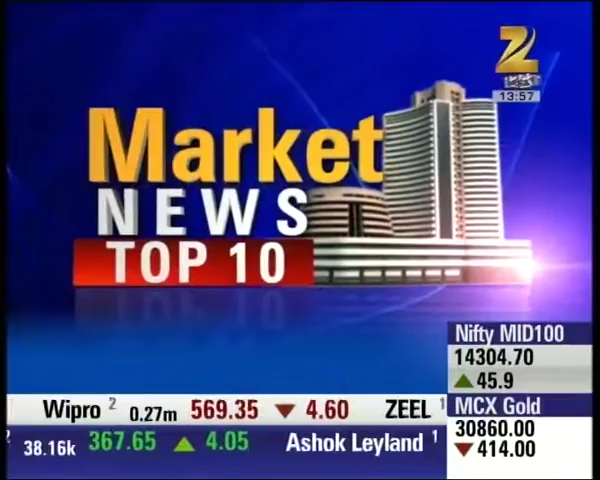 13:57
Market
NEWS
TOP 10
Nifty MID100
14304.70
▲ 45.9
MCX Gold
30860.00
▼ 414.00
Wipro 2 0.27m 569.35 ▼ 4.60 ZEEL 1
2 38.16k 367.65 ▲ 4.05 Ashok Leyland 1